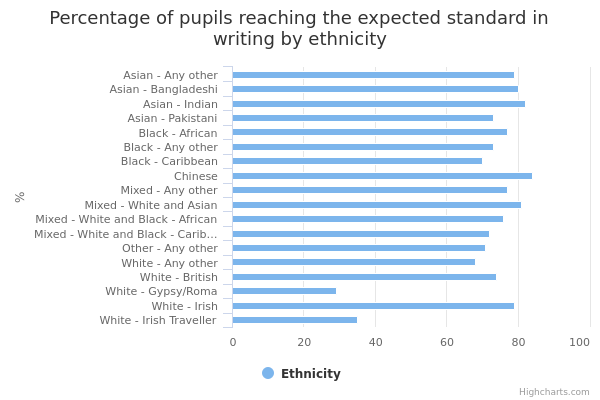 Percentage of pupils reaching the expected standard in
writing by ethnicity
%
Asian - Any other
Asian - Bangladeshi
Asian - Indian
Asian - Pakistani
Black - African
Black - Any other
Black - Caribbean
Chinese
Mixed - Any other
Mixed - White and Asian
Mixed - White and Black - African
Mixed - White and Black - Carib...
Other - Any other
White - Any other
White - British
White - Gypsy/Roma
White - Irish
White - Irish Traveller
0 20 40 60 80 100
Ethnicity
Highcharts.com